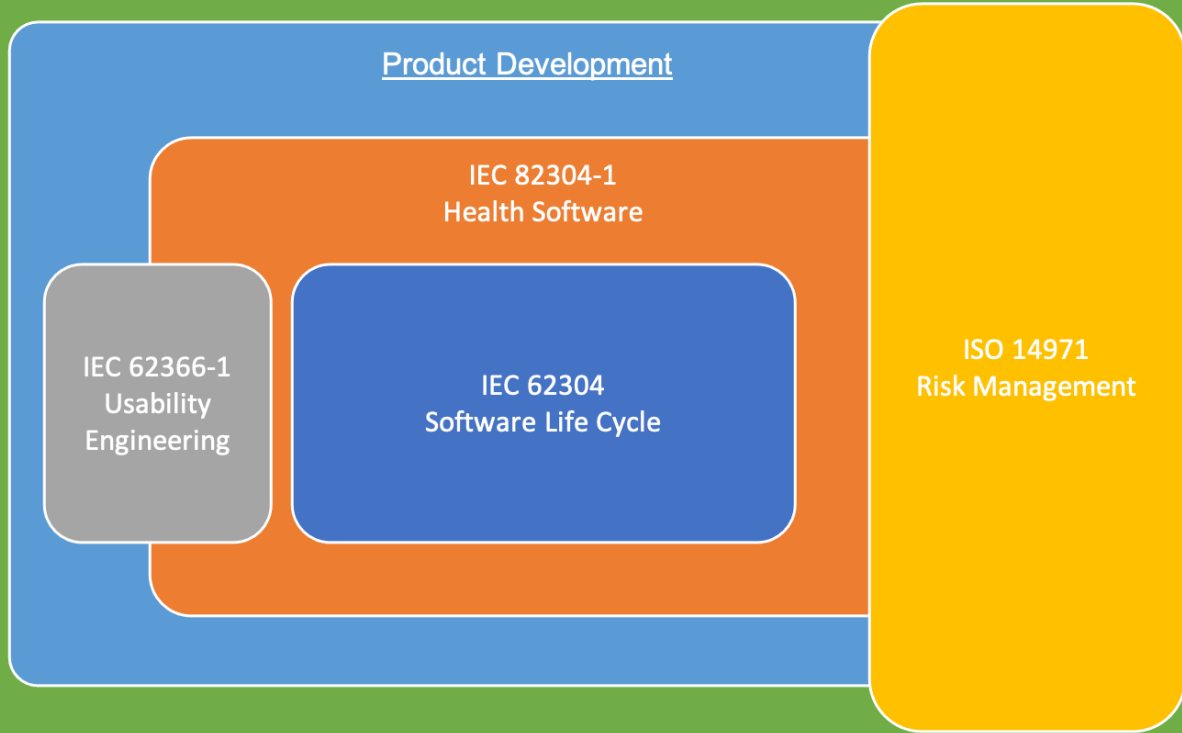 Product Development
IEC 82304-1
Health Software
IEC 62366-1
Usability
Engineering
IEC 62304
Software Life Cycle
ISO 14971
Risk Management